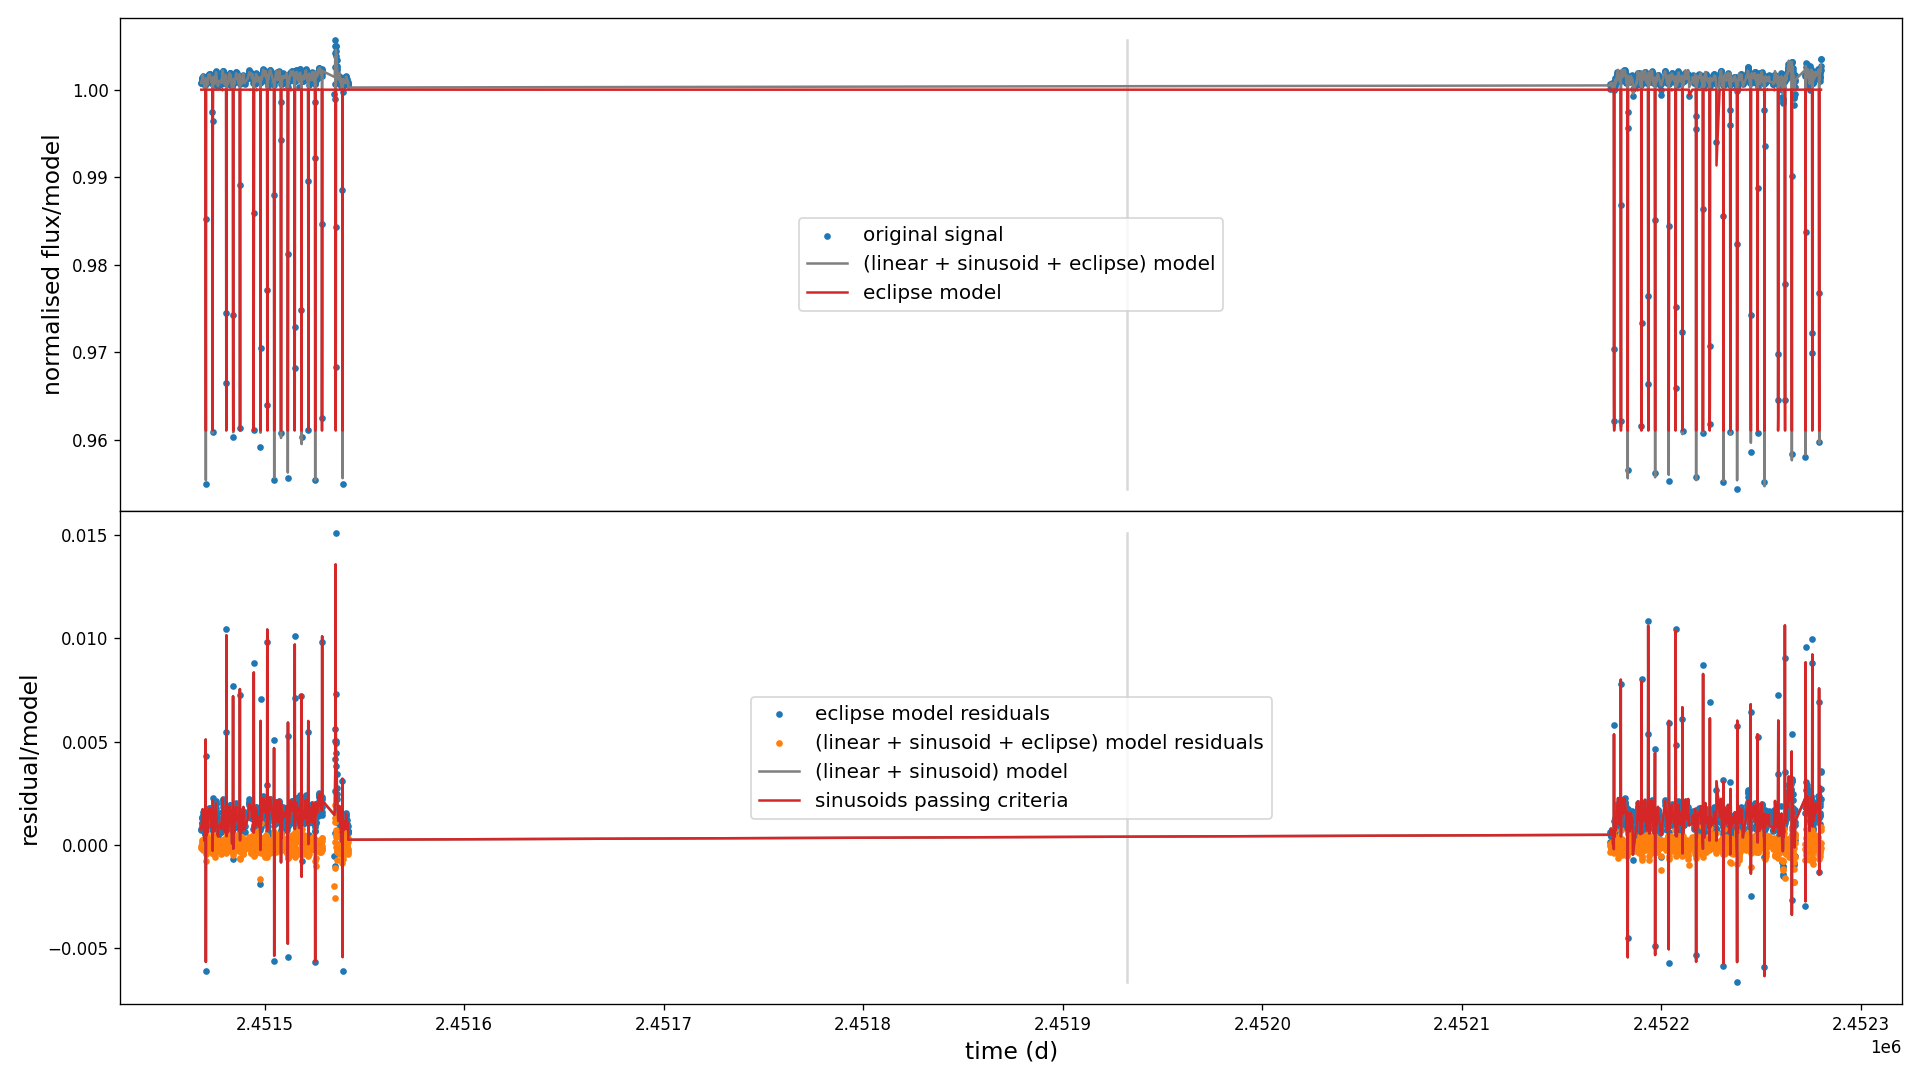 1.00
0.99
0.98
0.97
0.96
normalised flux/model
original signal
(linear + sinusoid + eclipse) model
eclipse model
0.015
0.010
0.005
0.000
−0.005
residual/model
eclipse model residuals
(linear + sinusoid + eclipse) model residuals
(linear + sinusoid) model
sinusoids passing criteria
2.4515 2.4516 2.4517 2.4518 2.4519 2.4520 2.4521 2.4522 2.4523
1e6
time (d)